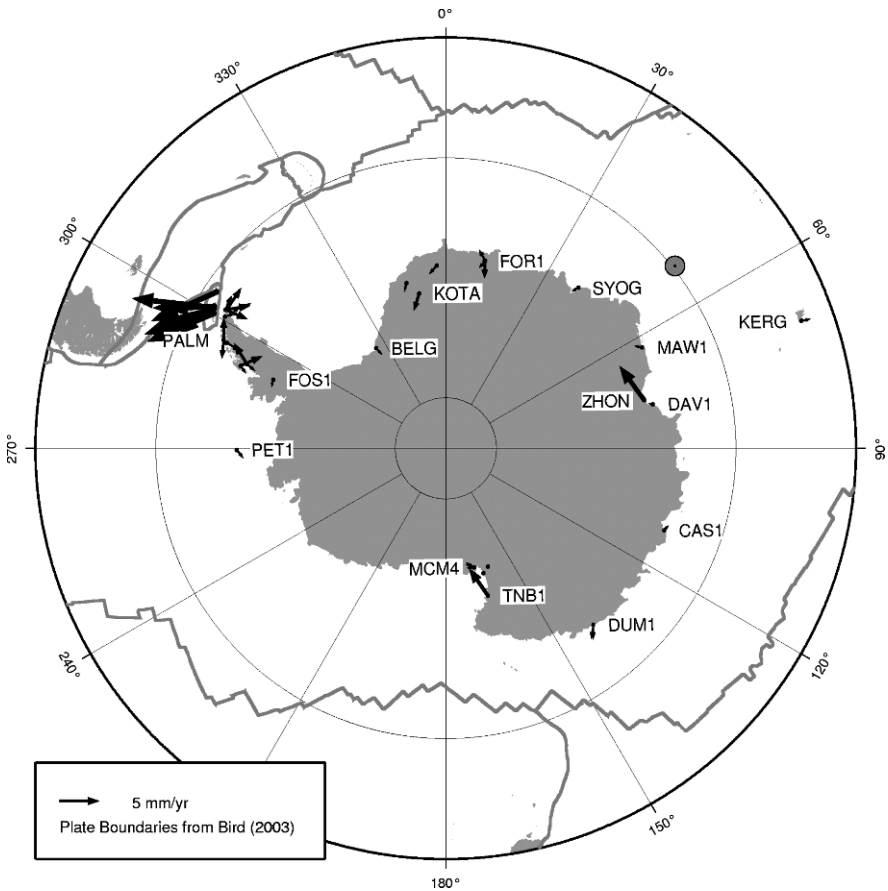 0°
330°
30°
300°
60°
FOR1
KOTA
SYOG
KERG
PALM
BELG
MAW1
FOS1
ZHON
DAV1
270°
PET1
90°
CAS1
MCM4
TNB1
DUM1
240°
120°
5 mm/yr
Plate Boundaries from Bird (2003)
150°
180°